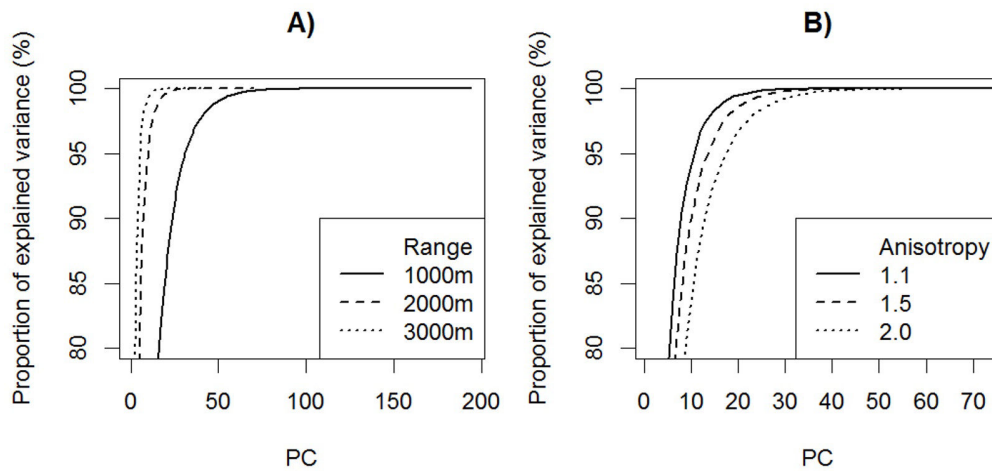 A)
Proportion of explained variance (%)
100
95
90
85
80
0 50 100 150 200
PC
Range
1000m
2000m
3000m
B)
Proportion of explained variance (%)
100
95
90
85
80
0 10 20 30 40 50 60 70
PC
Anisotropy
1.1
1.5
2.0